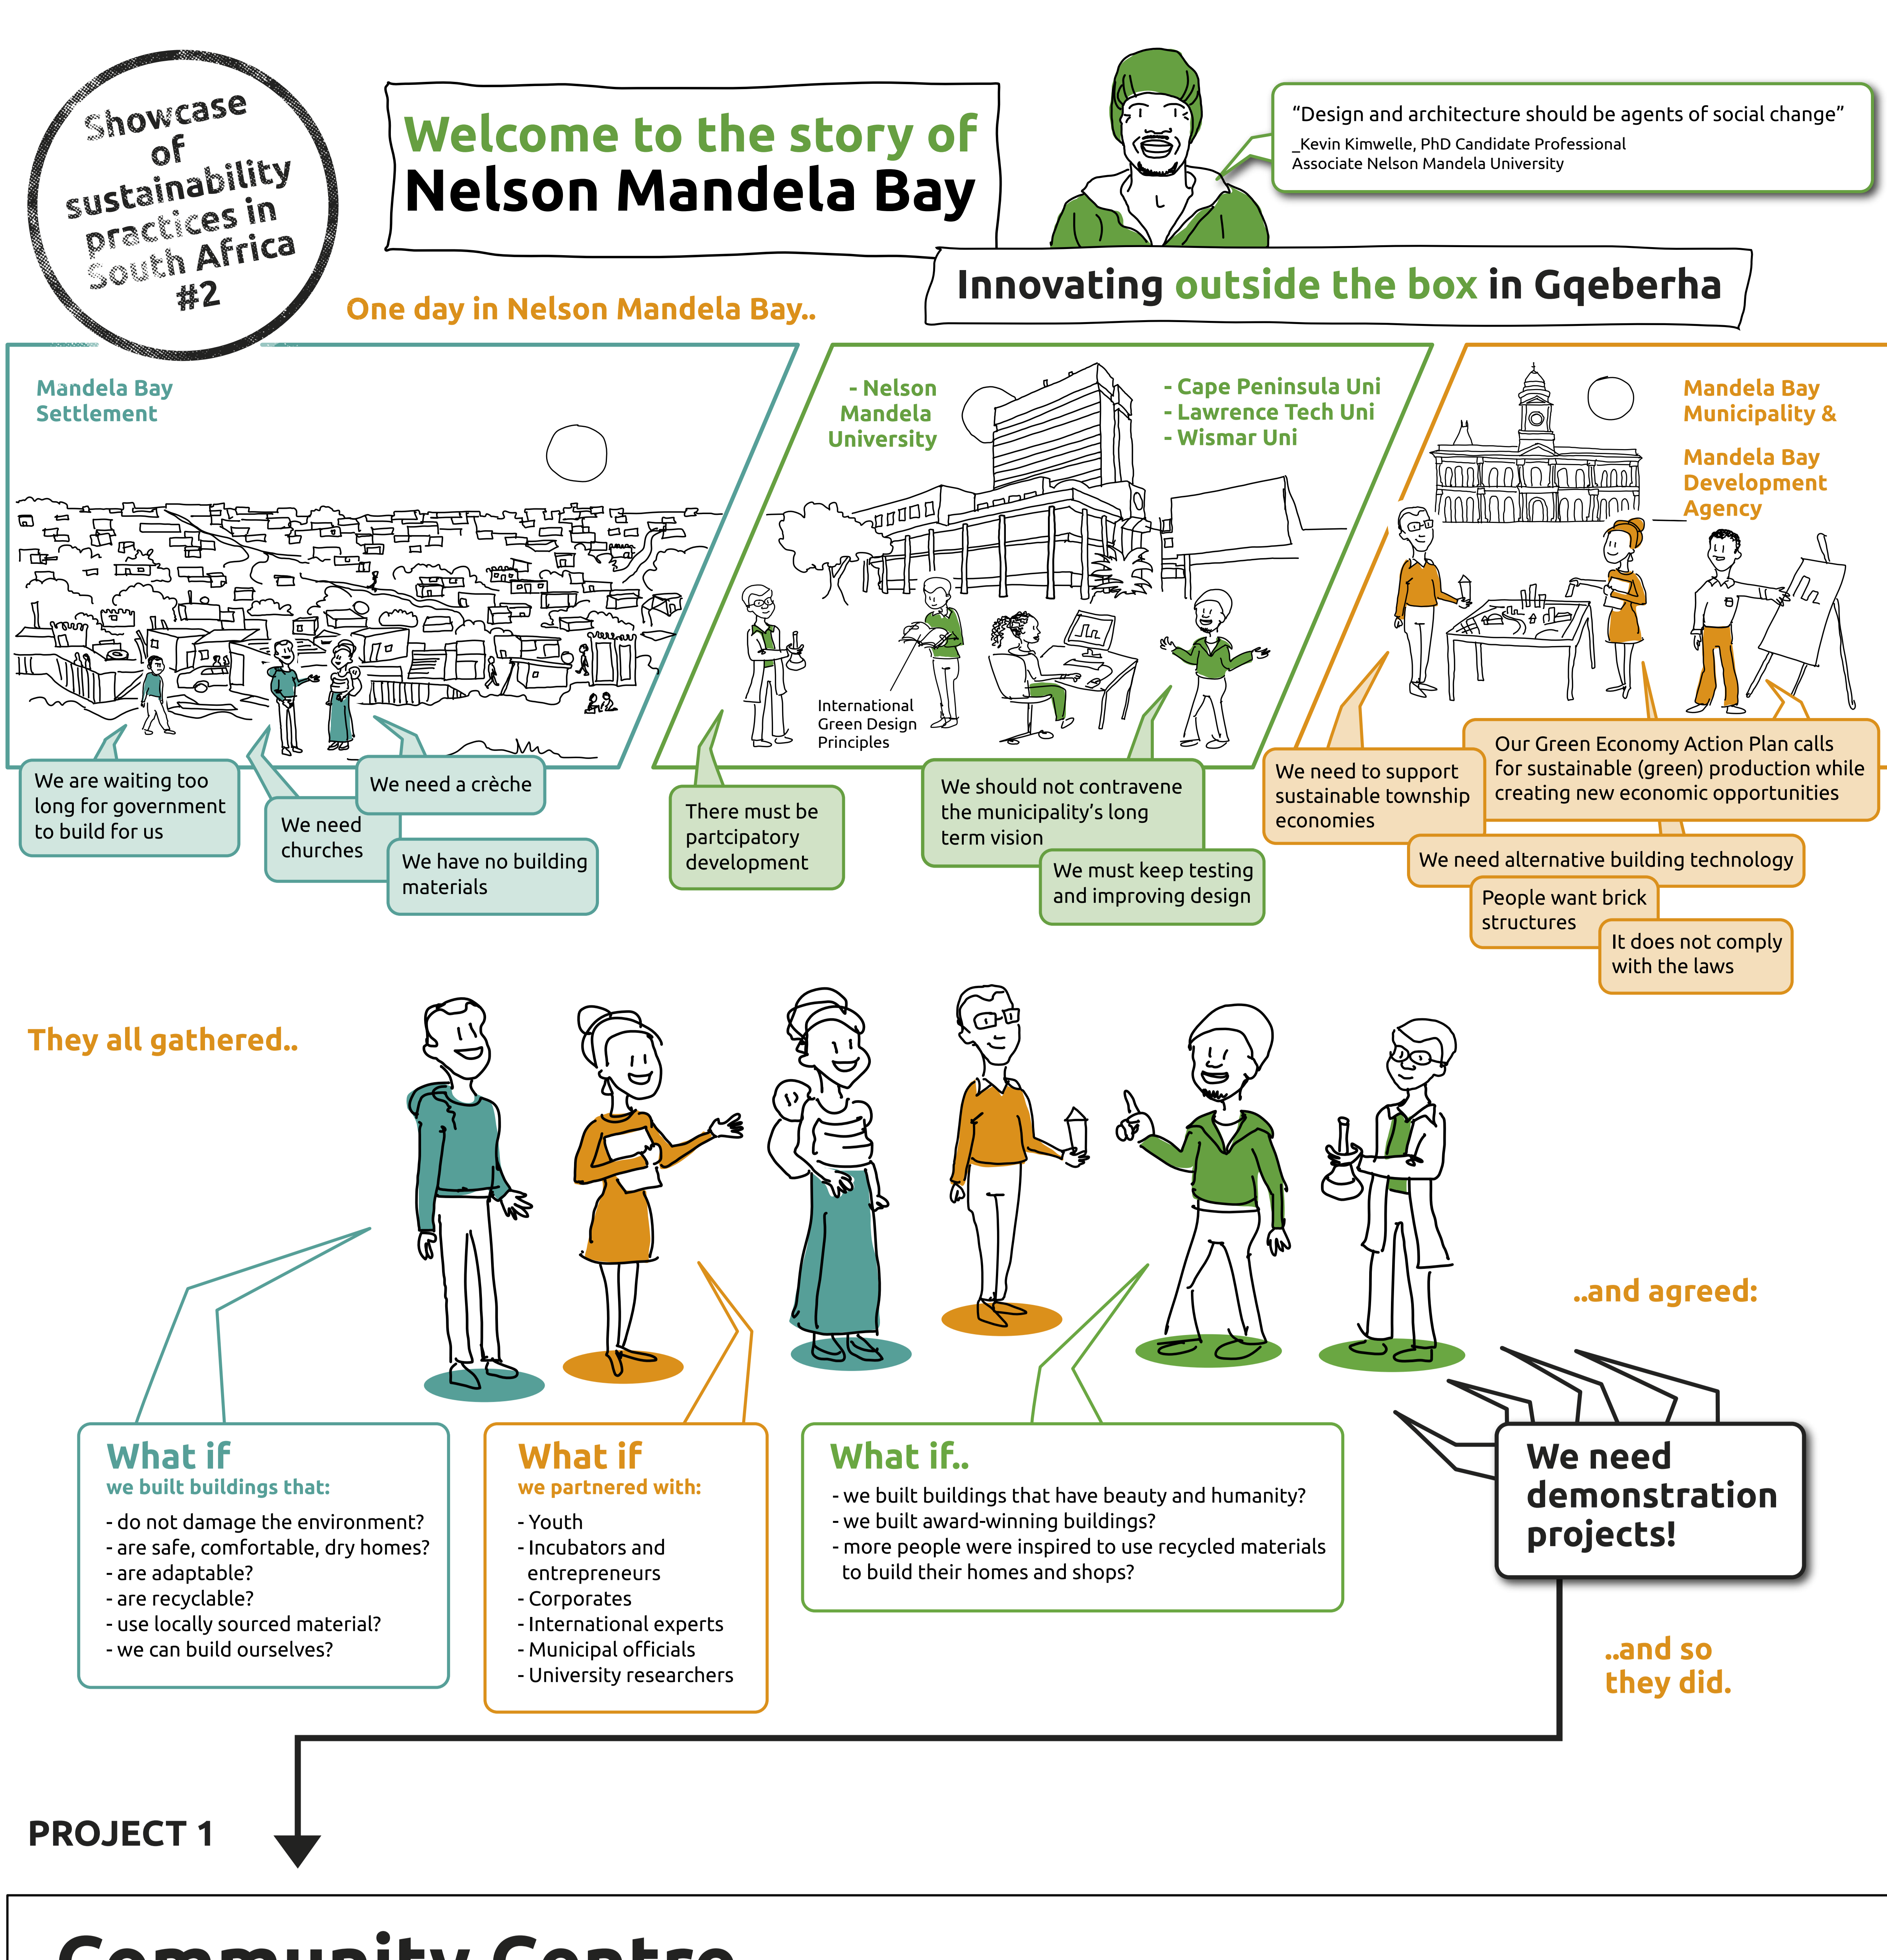 Showcase
of
sustainability
practices in
South Africa
#2
Welcome to the story of
Nelson Mandela Bay
“Design and architecture should be agents of social change”
_Kevin Kimwelle, PhD Candidate Professional
Associate Nelson Mandela University
Innovating outside the box in Gqeberha
One day in Nelson Mandela Bay..
Mandela Bay
Settlement
We are waiting too
long for government
to build for us
We need
churches
We need a crèche
We have no building
materials
- Nelson
Mandela
University
- Cape Peninsula Uni
- Lawrence Tech Uni
- Wismar Uni
International
Green Design
Principles
There must be
partcipatory
development
We should not contravene
the municipality’s long
term vision
We must keep testing
and improving design
Mandela Bay
Municipality &
Mandela Bay
Development
Agency
We need to support
sustainable township
economies
Our Green Economy Action Plan calls
for sustainable (green) production while
creating new economic opportunities
We need alternative building technology
People want brick
structures
It does not comply
with the laws
They all gathered..
..and agreed:
What if
we built buildings that:
- do not damage the environment?
- are safe, comfortable, dry homes?
- are adaptable?
- are recyclable?
- use locally sourced material?
- we can build ourselves?
What if
we partnered with:
- Youth
- Incubators and
entrepreneurs
- Corporates
- International experts
- Municipal officials
- University researchers
What if..
- we built buildings that have beauty and humanity?
- we built award-winning buildings?
- more people were inspired to use recycled materials
to build their homes and shops?
We need
demonstration
projects!
..and so
they did.
PROJECT 1
Community Centre